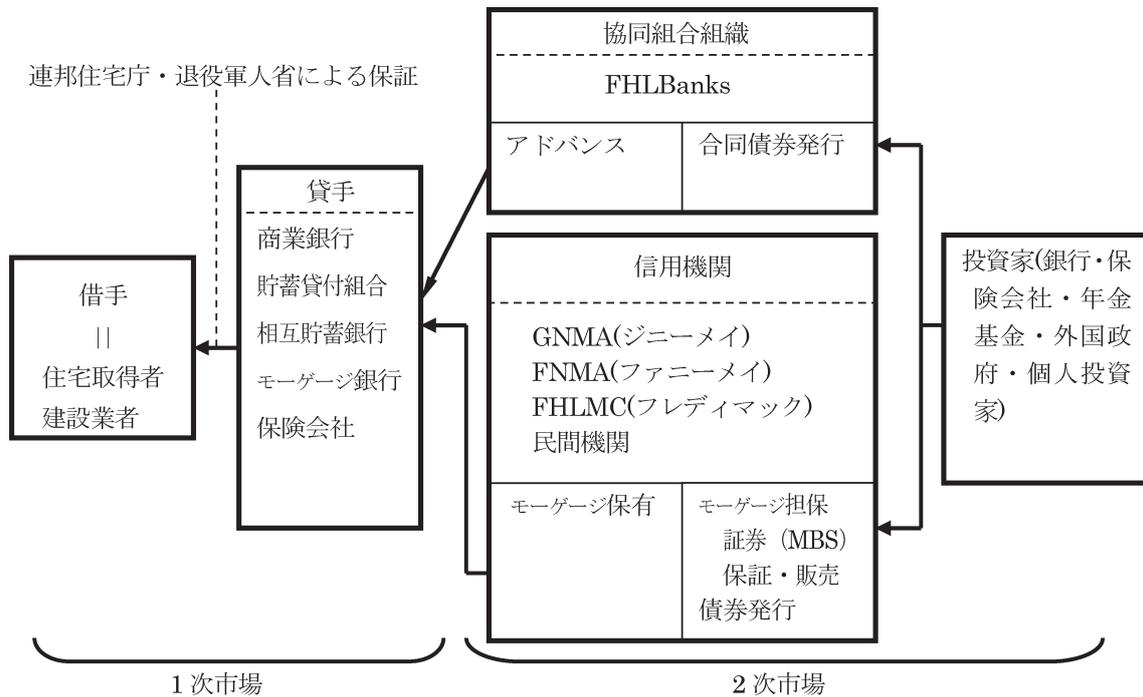 連邦住宅庁・退役軍人省による保証
借手
||
住宅取得者
建設業者
貸手
商業銀行
貯蓄貸付組合
相互貯蓄銀行
モーゲージ銀行
保険会社
協同組合組織
FHLBanks
アドバンス
合同債券発行
信用機関
GNMA(ジニーメイ)
FNMA(ファニーメイ)
FHLMC(フレディマック)
民間機関
モーゲージ保有
モーゲージ担保
証券（MBS）
保証・販売
債券発行
投資家(銀行・保
険会社・年金
基金・外国政
府・個人投資
家)
1 次市場
2 次市場